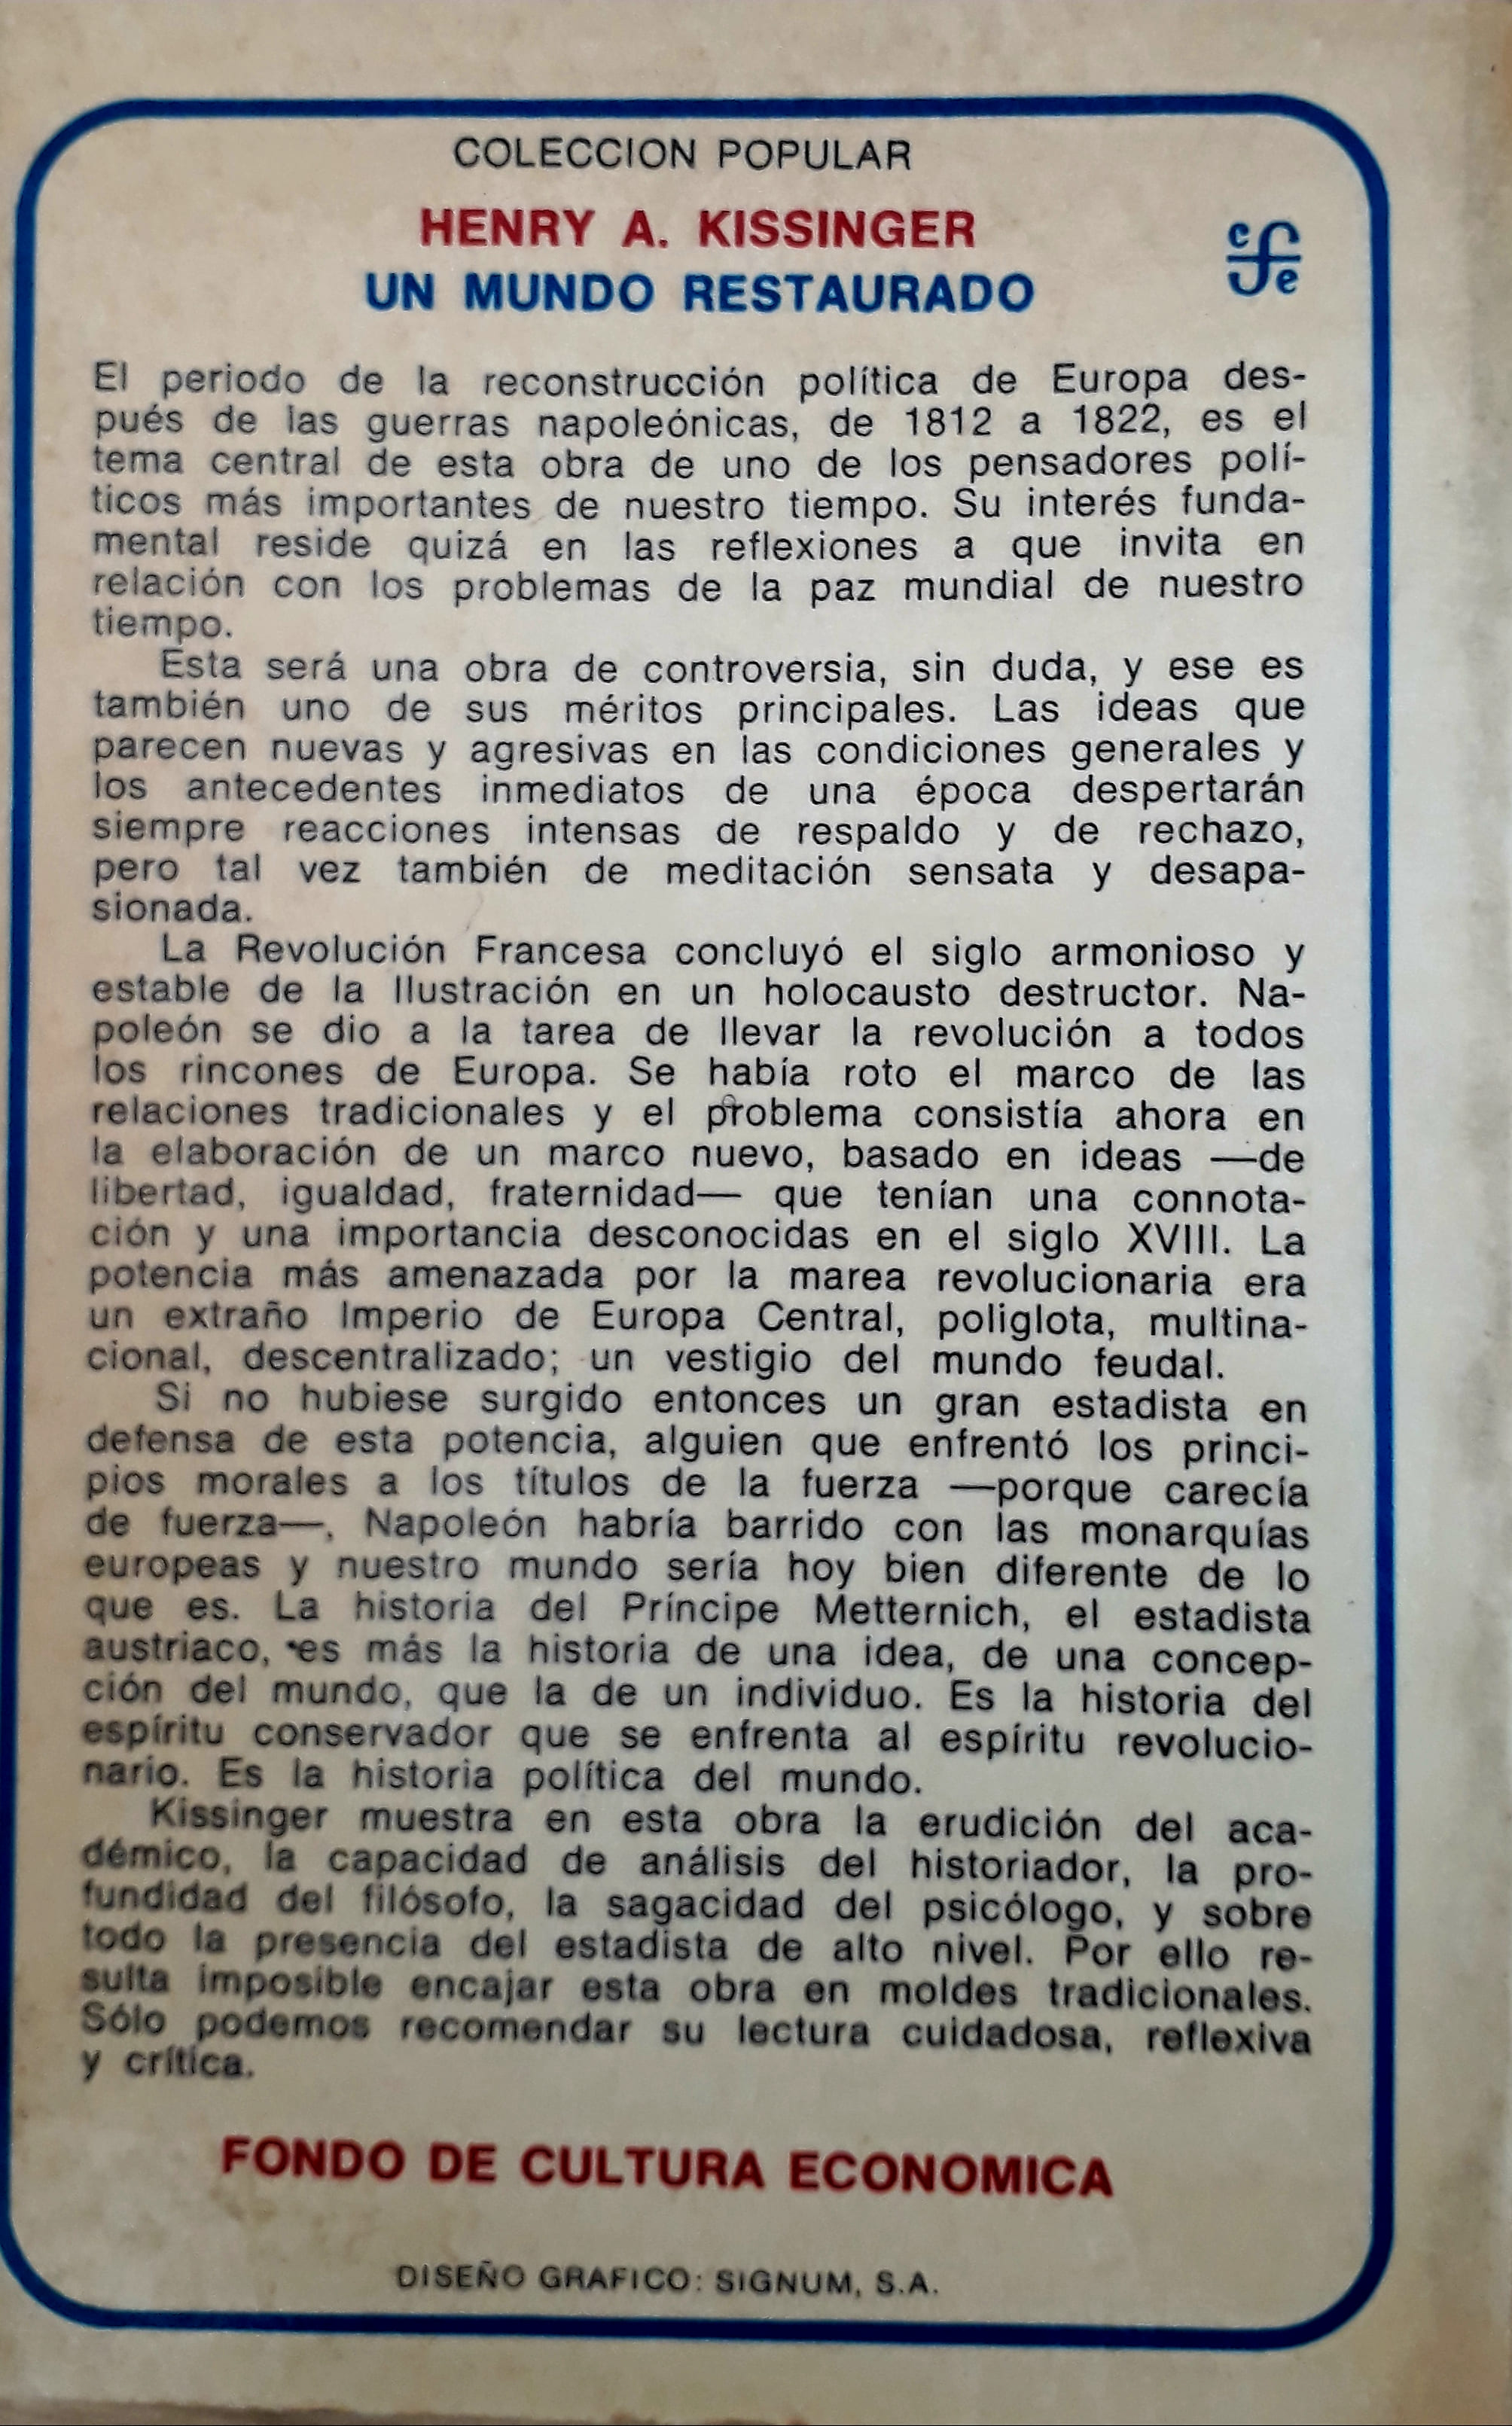 COLECCION POPULAR
HENRY A. KISSINGER
UN MUNDO RESTAURADO
cfe
El periodo de la reconstrucción política de Europa des-
pués de las guerras napoleónicas, de 1812 a 1822, es el
tema central de esta obra de uno de los pensadores polí-
ticos más importantes de nuestro tiempo. Su interés funda-
mental reside quizá en las reflexiones a que invita en
relación con los problemas de la paz mundial de nuestro
tiempo.
Esta será una obra de controversia, sin duda, y ese es
también uno de sus méritos principales. Las ideas que
parecen nuevas y agresivas en las condiciones generales y
los antecedentes inmediatos de una época despertarán
siempre reacciones intensas de respaldo y de rechazo,
pero tal vez también de meditación sensata y desapa-
sionada.
La Revolución Francesa concluyó el siglo armonioso y
estable de la Ilustración en un holocausto destructor. Na-
poleón se dio a la tarea de llevar la revolución a todos
los rincones de Europa. Se había roto el marco de las
relaciones tradicionales y el problema consistía ahora en
la elaboración de un marco nuevo, basado en ideas —de
libertad, igualdad, fraternidad— que tenían una connota-
ción y una importancia desconocidas en el siglo XVIII. La
potencia más amenazada por la marea revolucionaria era
un extraño Imperio de Europa Central, poliglota, multina-
cional, descentralizado; un vestigio del mundo feudal.
Si no hubiese surgido entonces un gran estadista en
defensa de esta potencia, alguien que enfrentó los princi-
pios morales a los títulos de la fuerza —porque carecía
de fuerza—, Napoleón habría barrido con las monarquías
europeas y nuestro mundo sería hoy bien diferente de lo
que es. La historia del Príncipe Metternich, el estadista
austriaco, es más la historia de una idea, de una concep-
ción del mundo, que la de un individuo. Es la historia del
espíritu conservador que se enfrenta al espíritu revolucio-
nario. Es la historia política del mundo.
Kissinger muestra en esta obra la erudición del aca-
démico, la capacidad de análisis del historiador, la pro-
fundidad del filósofo, la sagacidad del psicólogo, y sobre
todo la presencia del estadista de alto nivel. Por ello re-
sulta imposible encajar esta obra en moldes tradicionales.
Sólo podemos recomendar su lectura cuidadosa, reflexiva
y crítica.
FONDO DE CULTURA ECONOMICA
DISEÑO GRAFICO: SIGNUM, S.A.